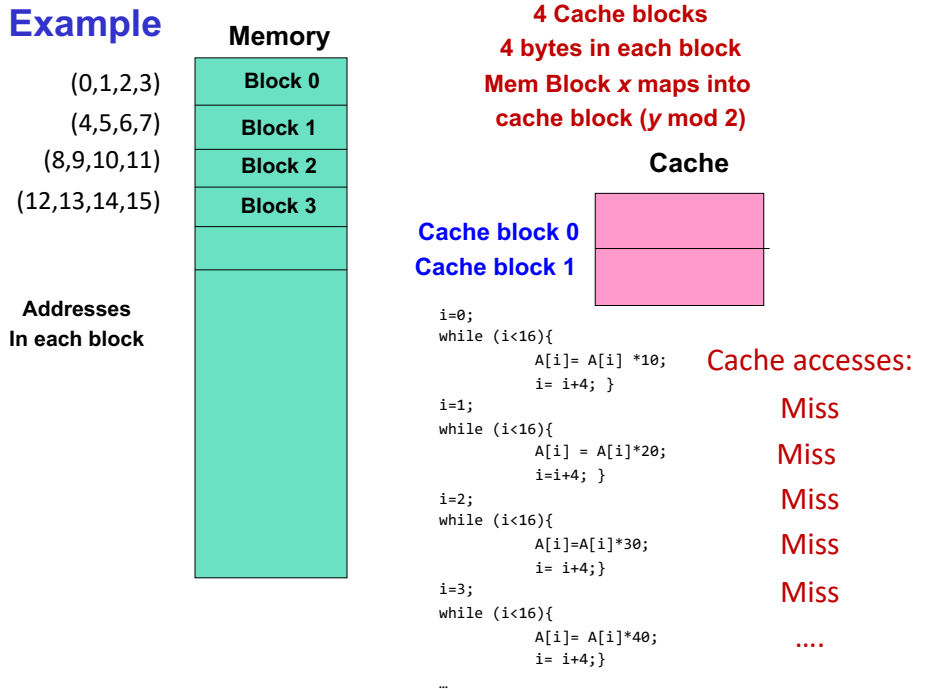 Example
Memory
(0,1,2,3)
Block 0
(4,5,6,7)
Block 1
(8,9,10,11)
Block 2
(12,13,14,15)
Block 3
Addresses
In each block
4 Cache blocks
4 bytes in each block
Mem Block x maps into
cache block (y mod 2)
Cache
Cache block 0
Cache block 1
i=0;
while (i<16){
A[i]= A[i] *10;
i= i+4; }
i=1;
while (i<16){
A[i] = A[i]*20;
i=i+4; }
i=2;
while (i<16){
A[i]=A[i]*30;
i= i+4;}
i=3;
while (i<16){
A[i]= A[i]*40;
i= i+4;}
…
Cache accesses:
Miss
Miss
Miss
Miss
Miss
….